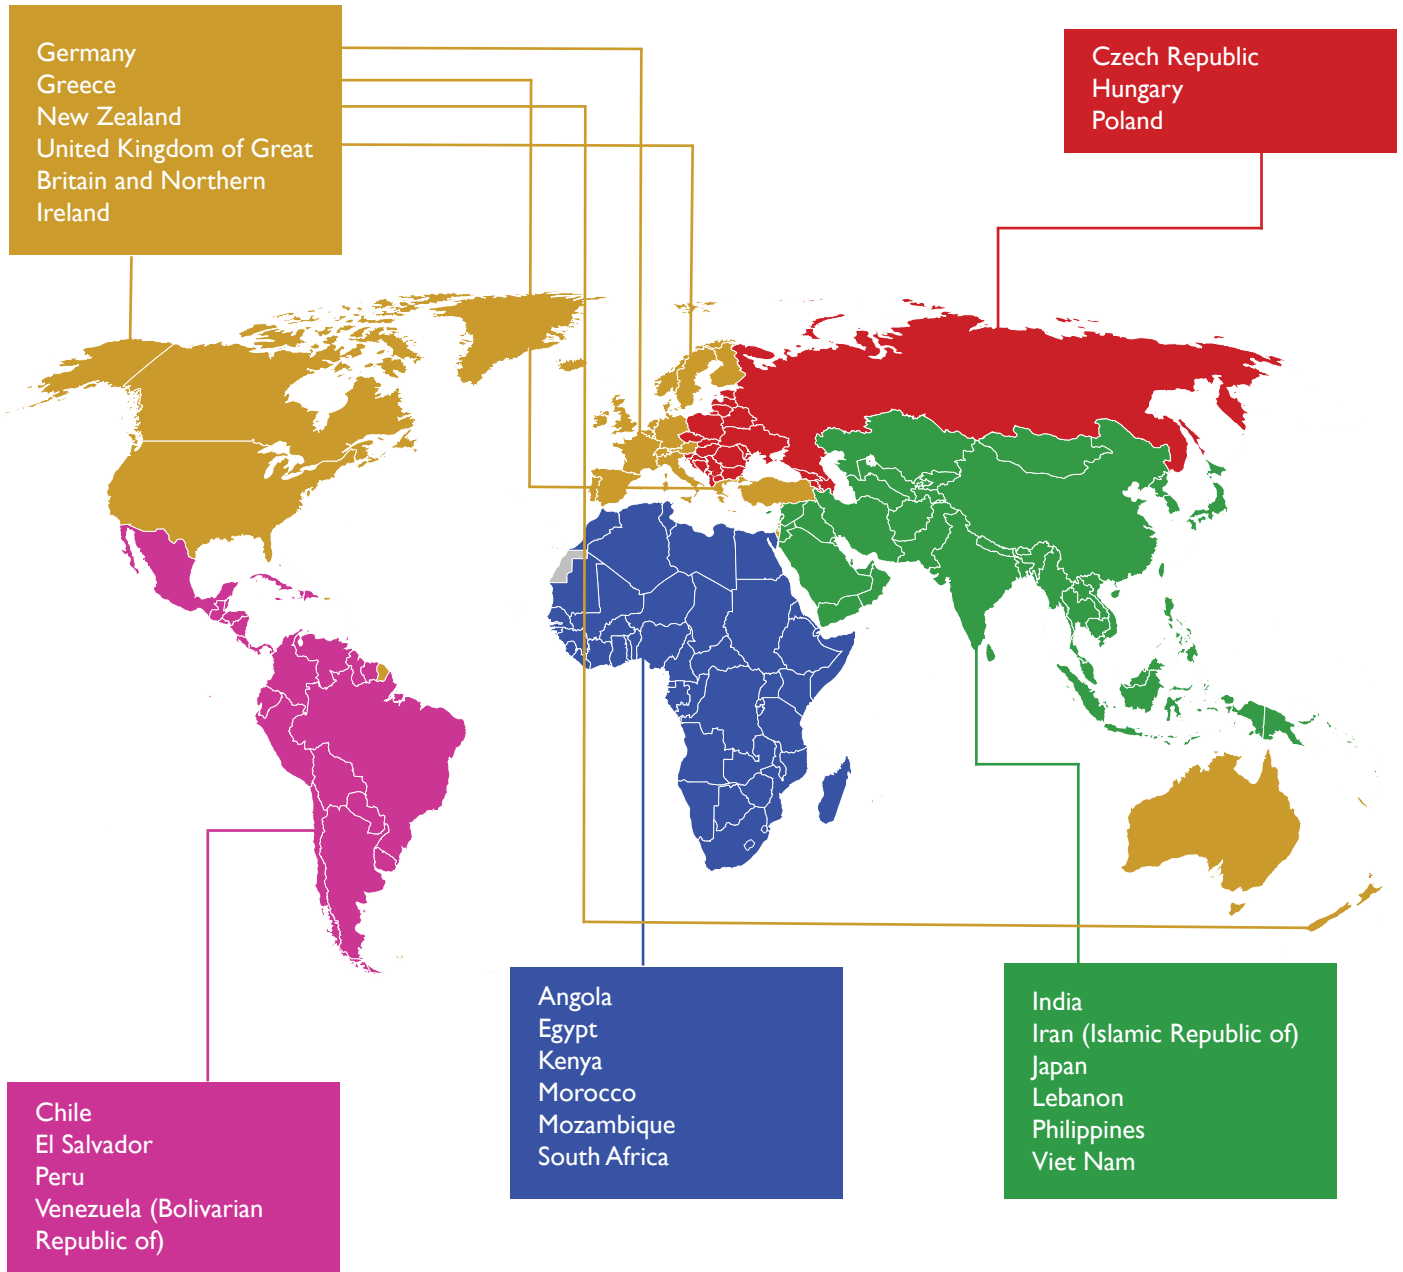 Germany
Greece
New Zealand
United Kingdom of Great
Britain and Northern
Ireland
Czech Republic
Hungary
Poland
Chile
El Salvador
Peru
Venezuela (Bolivarian
Republic of)
Angola
Egypt
Kenya
Morocco
Mozambique
South Africa
India
Iran (Islamic Republic of)
Japan
Lebanon
Philippines
Viet Nam